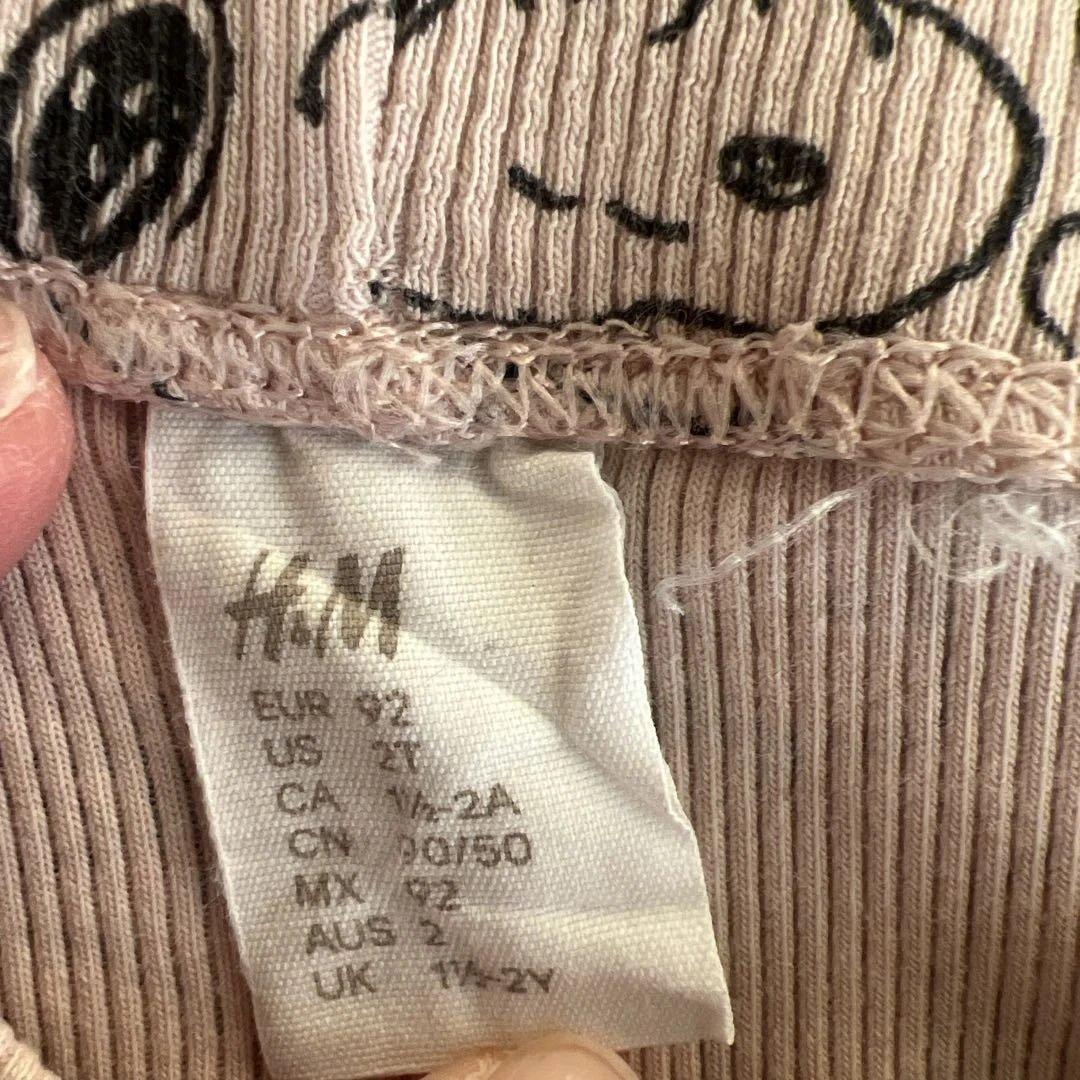 H&M
EUR 92
US 2T
CA 1½-2A
CN 90/50
MX 92
AUS 2
UK 1½-2Y